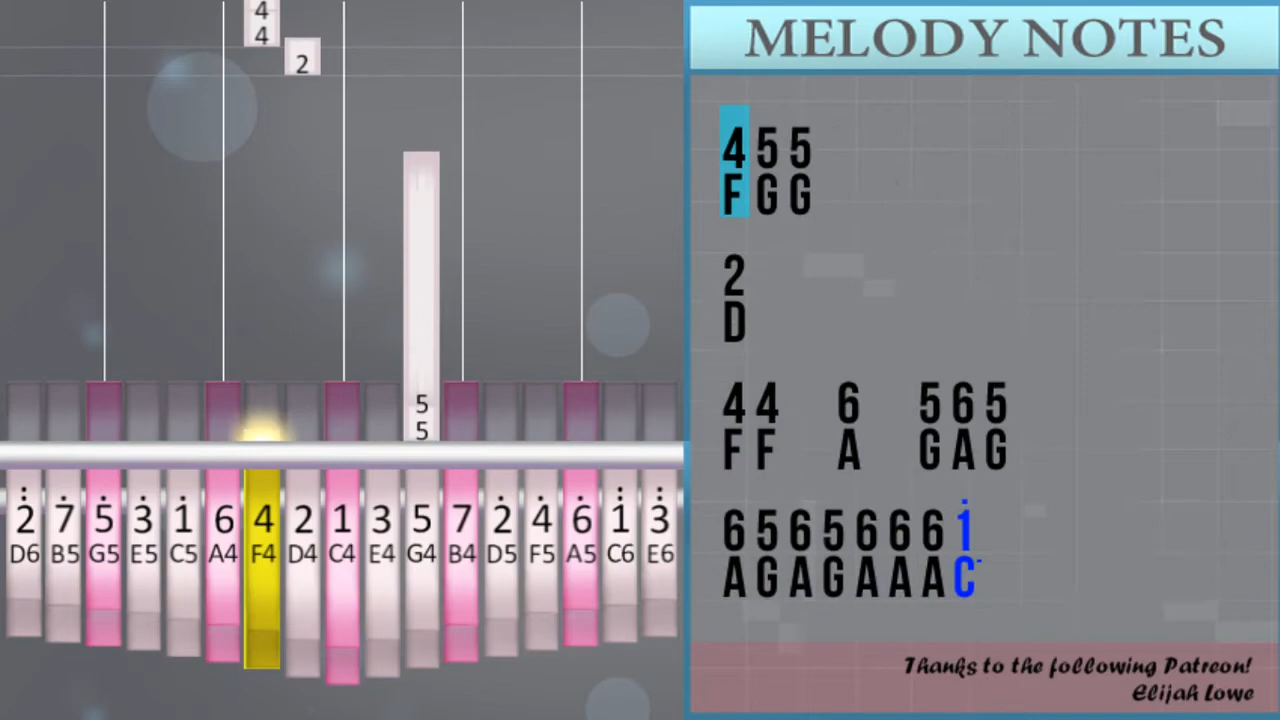 4
4
2
5
5
2 7 5 3 1 6 4 2 1 3 5 7 2 4 6 1 3
D6 B5 G5 E5 C5 A4 F4 D4 C4 E4 G4 B4 D5 F5 A5 C6 E6
MELODY NOTES
4 5 5
F G G
2
D
4 4 6 5 6 5
F F A G A G
6 5 6 5 6 6 6 1
A G A G A A A C
Thanks to the following Patreon!
Elijah Lowe